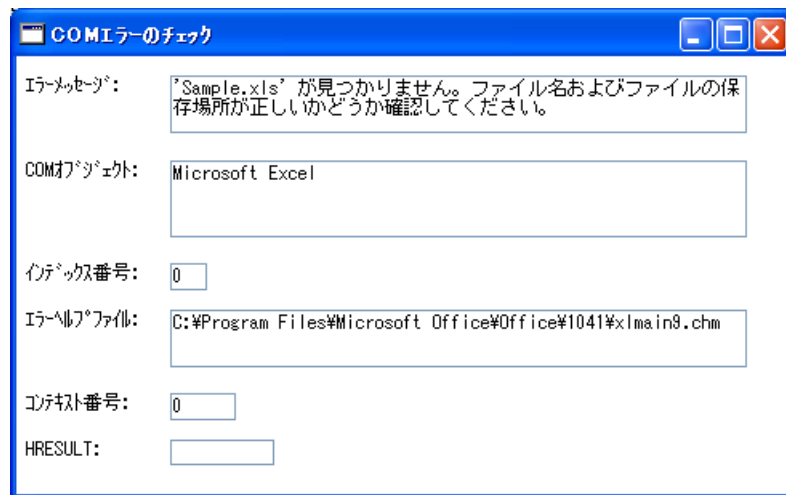 COMエラーのチェック
エラーメッセージ:
'Sample.xls' が見つかりません。ファイル名およびファイルの保
存場所が正しいかどうか確認してください。
COMオブジェクト:
Microsoft Excel
インデックス番号:
0
エラーヘルプファイル:
C:¥Program Files¥Microsoft Office¥Office¥1041¥xlmain9.chm
コンテキスト番号:
0
HRESULT: